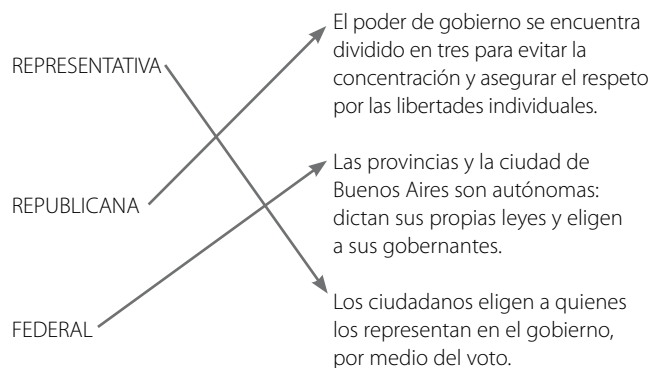 REPRESENTATIVA
REPUBLICANA
FEDERAL
El poder de gobierno se encuentra
dividido en tres para evitar la
concentración y asegurar el respeto
por las libertades individuales.
Las provincias y la ciudad de
Buenos Aires son autónomas:
dictan sus propias leyes y eligen
a sus gobernantes.
Los ciudadanos eligen a quienes
los representan en el gobierno,
por medio del voto.